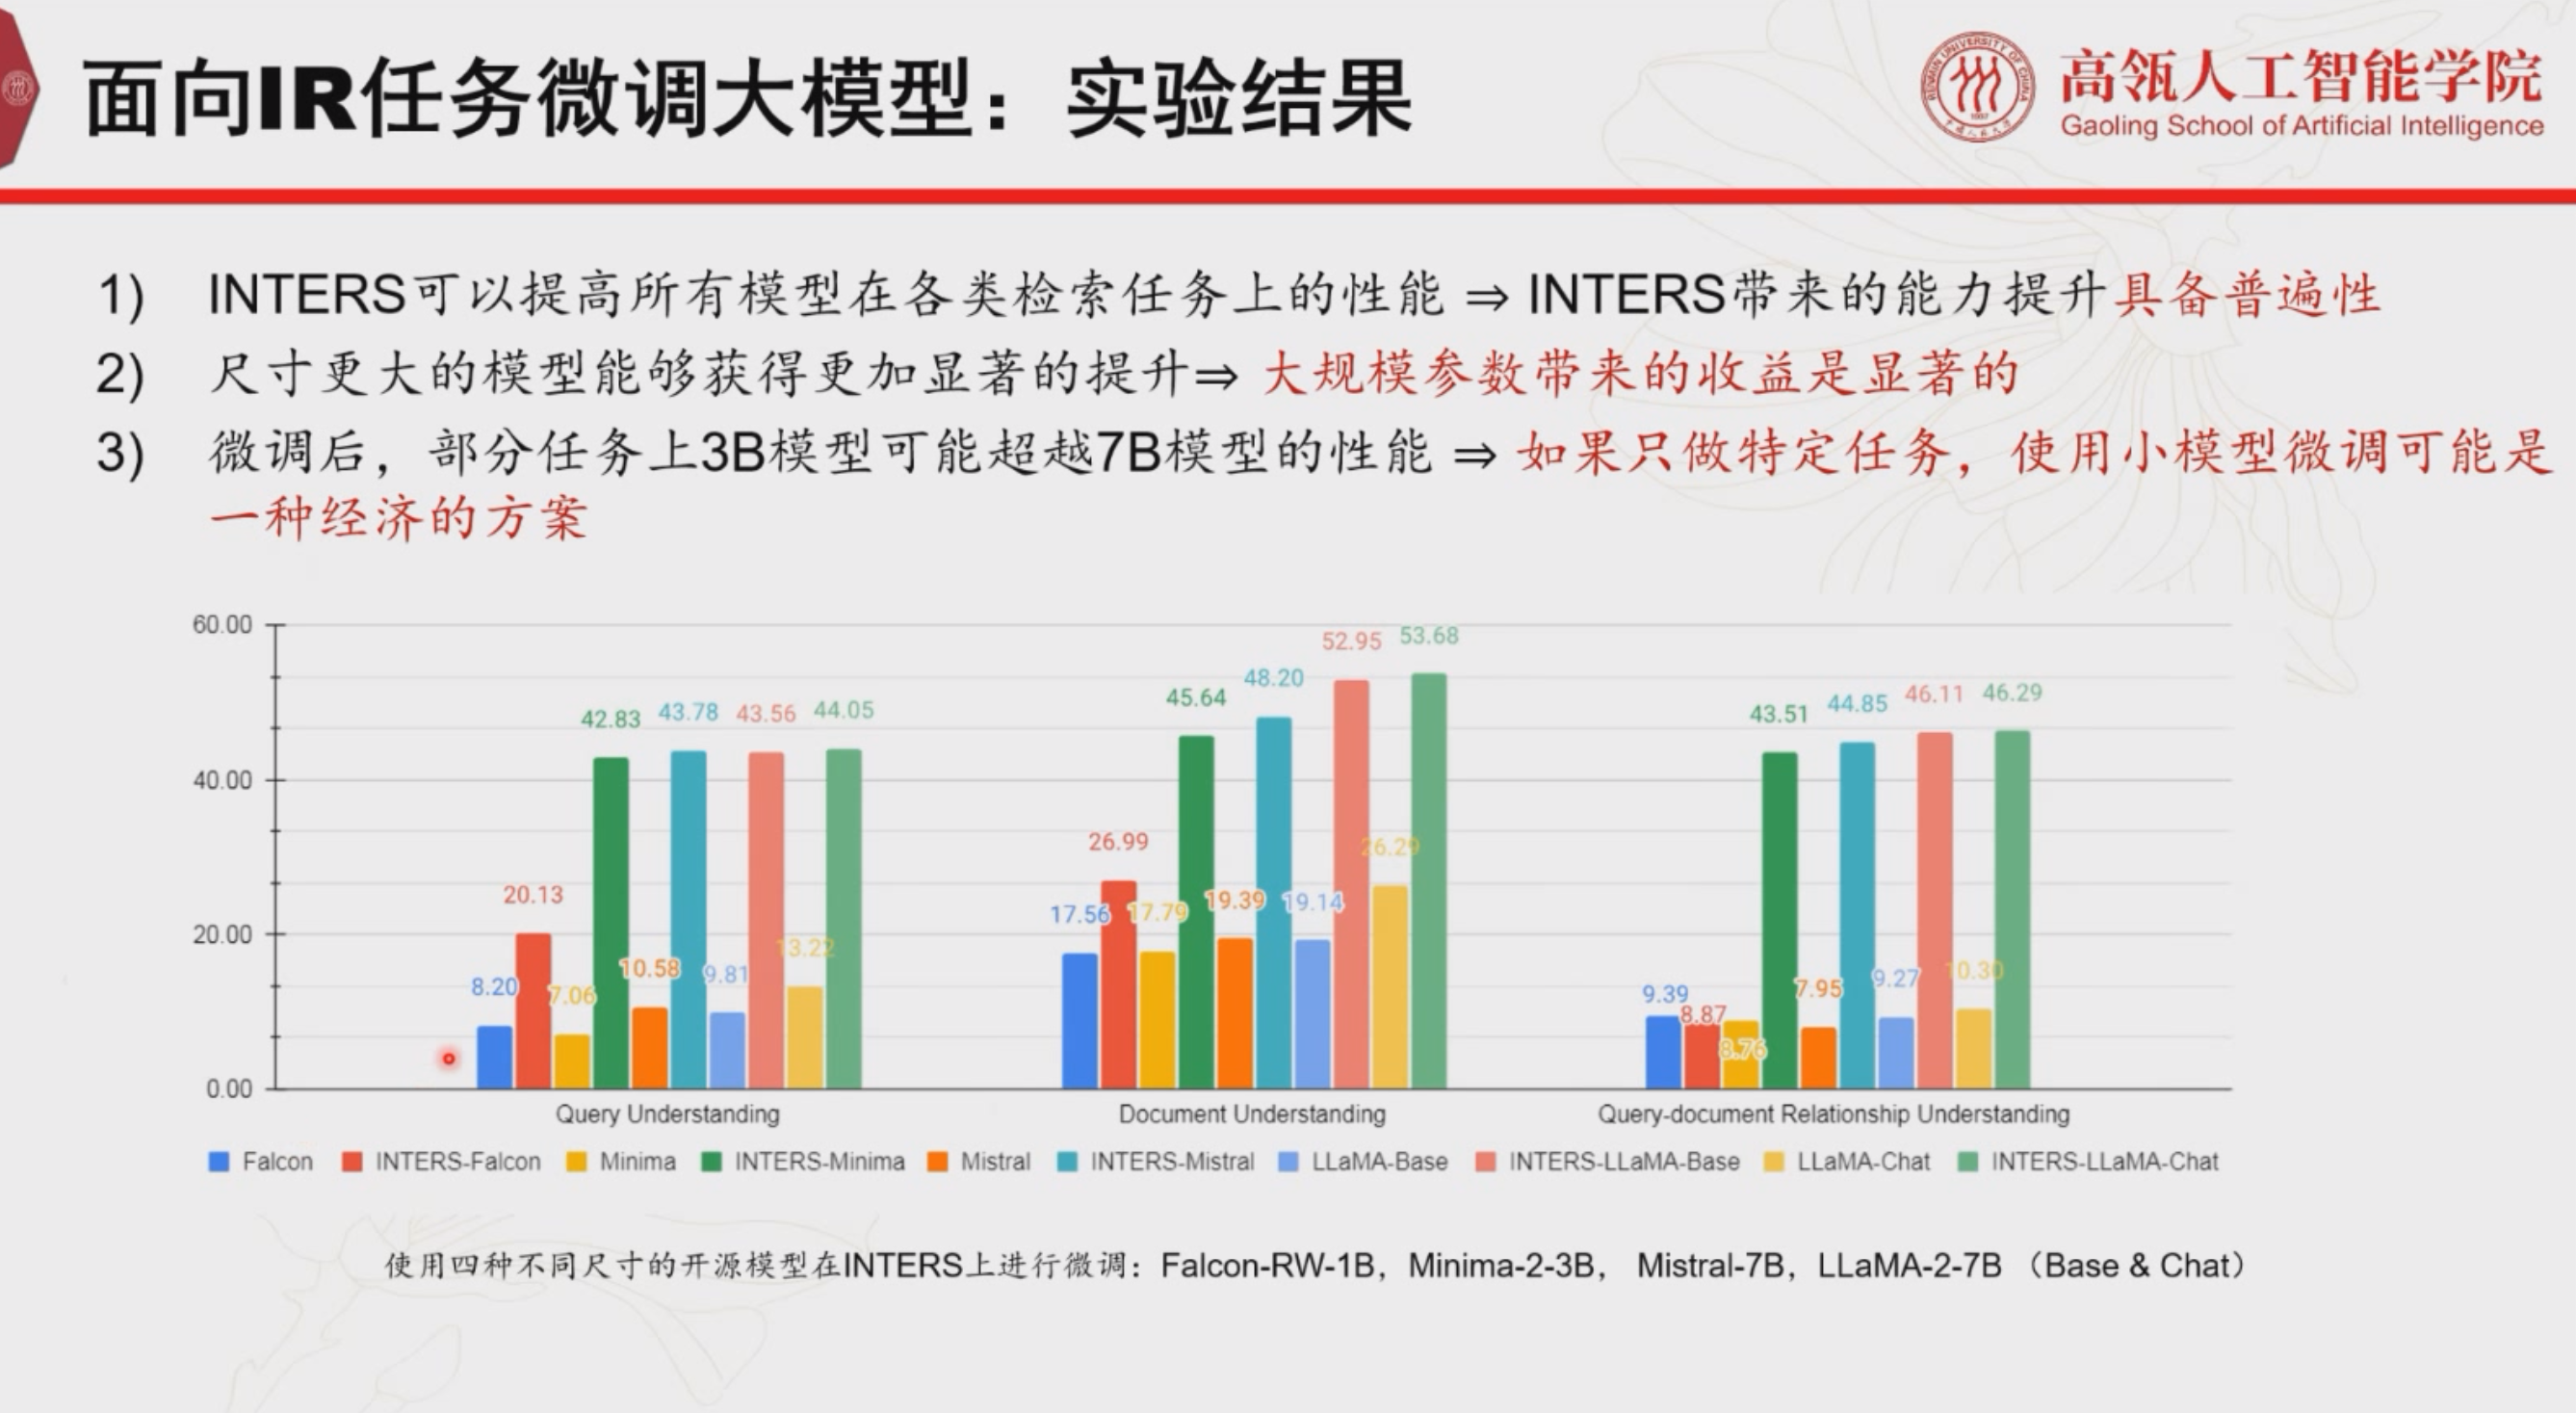 面向IR任务微调大模型：实验结果
高瓴人工智能学院
Gaoling School of Artificial Intelligence
RENMIN UNIVERSITY OF CHINA
1937
中国人民大学
1) INTERS可以提高所有模型在各类检索任务上的性能 ⇒ INTERS带来的能力提升具备普遍性
2) 尺寸更大的模型能够获得更加显著的提升⇒ 大规模参数带来的收益是显著的
3) 微调后，部分任务上3B模型可能超越7B模型的性能 ⇒ 如果只做特定任务，使用小模型微调可能是
一种经济的方案
60.00
40.00
20.00
0.00
8.20 20.13 7.06 42.83 10.58 43.78 9.81 43.56 13.22 44.05
17.56 26.99 17.79 45.64 19.39 48.20 19.14 52.95 26.29 53.68
9.39 8.87 8.76 43.51 7.95 44.85 9.27 46.11 10.30 46.29
Query Understanding Document Understanding Query-document Relationship Understanding
Falcon INTERS-Falcon Minima INTERS-Minima Mistral INTERS-Mistral LLaMA-Base INTERS-LLaMA-Base LLaMA-Chat INTERS-LLaMA-Chat
使用四种不同尺寸的开源模型在INTERS上进行微调：Falcon-RW-1B，Minima-2-3B， Mistral-7B，LLaMA-2-7B （Base & Chat）